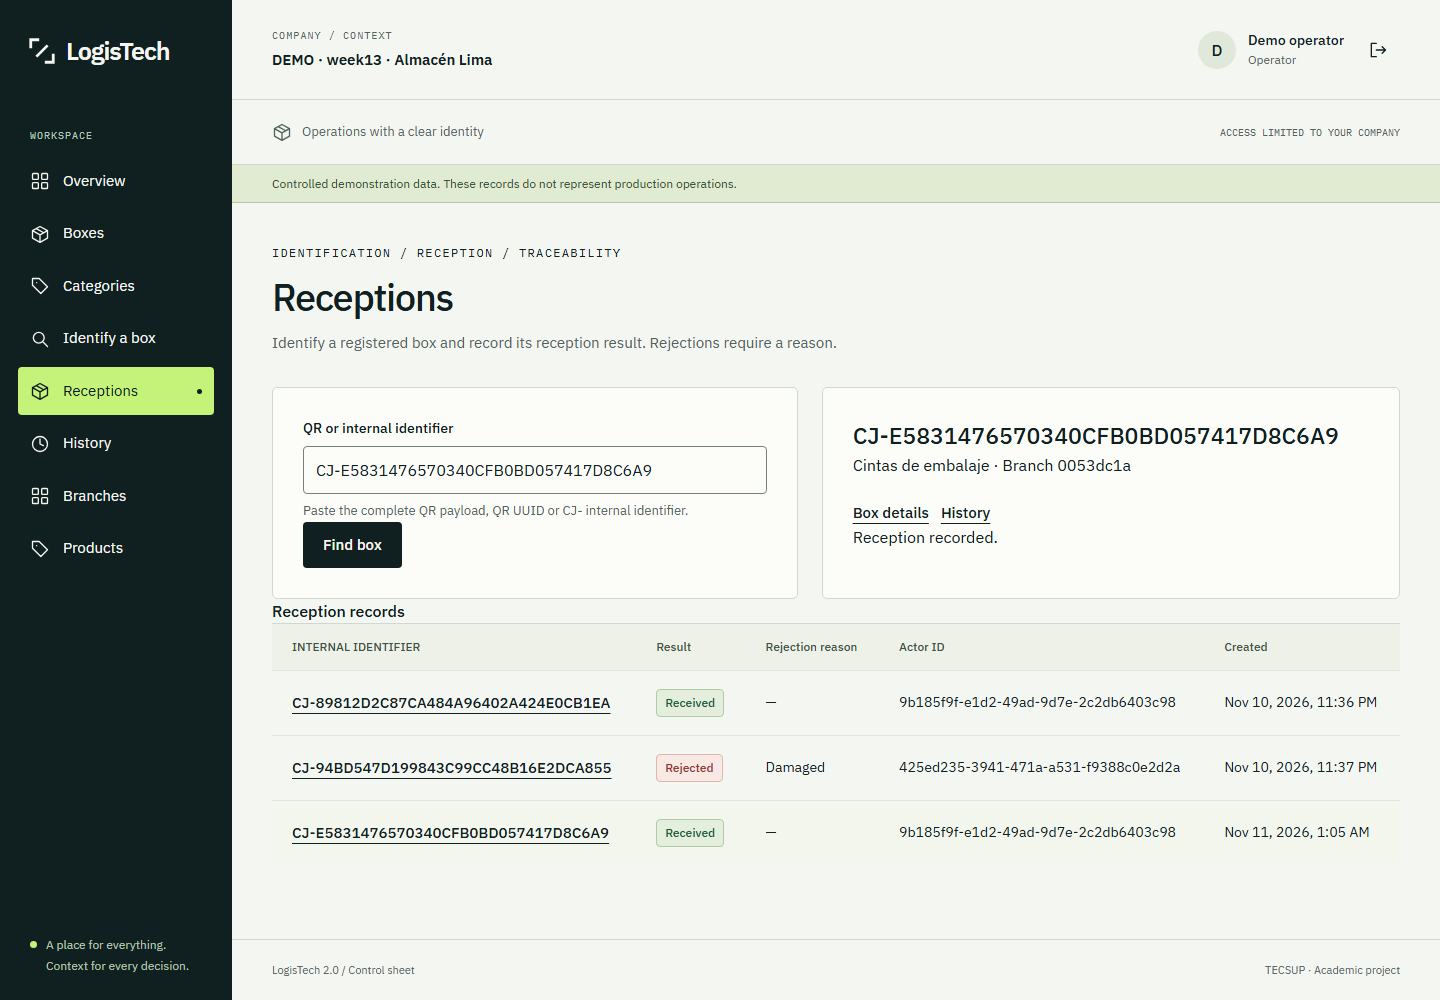 LogisTech
WORKSPACE
Overview
Boxes
Categories
Identify a box
Receptions
History
Branches
Products
A place for everything.
Context for every decision.
COMPANY / CONTEXT
DEMO · week13 · Almacén Lima
D
Demo operator
Operator
Operations with a clear identity
ACCESS LIMITED TO YOUR COMPANY
Controlled demonstration data. These records do not represent production operations.
IDENTIFICATION / RECEPTION / TRACEABILITY
Receptions
Identify a registered box and record its reception result. Rejections require a reason.
QR or internal identifier
CJ-E5831476570340CFB0BD057417D8C6A9
Paste the complete QR payload, QR UUID or CJ- internal identifier.
Find box
CJ-E5831476570340CFB0BD057417D8C6A9
Cintas de embalaje · Branch 0053dc1a
Box details History
Reception recorded.
Reception records
INTERNAL IDENTIFIER Result Rejection reason Actor ID Created
CJ-89812D2C87CA484A96402A424E0CB1EA Received — 9b185f9f-e1d2-49ad-9d7e-2c2db6403c98 Nov 10, 2026, 11:36 PM
CJ-94BD547D199843C99CC48B16E2DCA855 Rejected Damaged 425ed235-3941-471a-a531-f9388c0e2d2a Nov 10, 2026, 11:37 PM
CJ-E5831476570340CFB0BD057417D8C6A9 Received — 9b185f9f-e1d2-49ad-9d7e-2c2db6403c98 Nov 11, 2026, 1:05 AM
LogisTech 2.0 / Control sheet
TECSUP · Academic project